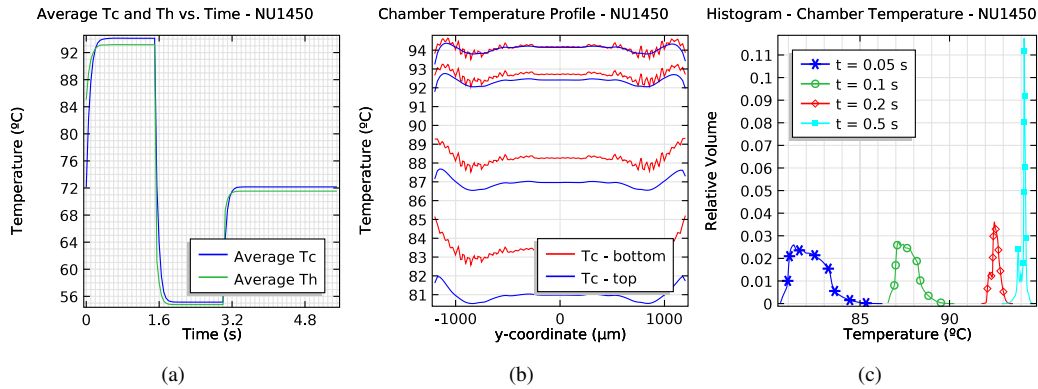 Average Tc and Th vs. Time - NU1450
Temperature (ºC)
92
88
84
80
76
72
68
64
60
56
0
1.6
3.2
4.8
Time (s)
Average Tc
Average Th
(a)
Chamber Temperature Profile - NU1450
Temperature (ºC)
94
93
92
91
90
89
88
87
86
85
84
83
82
81
-1000
0
1000
y-coordinate (µm)
Tc - bottom
Tc - top
(b)
Histogram - Chamber Temperature - NU1450
Relative Volume
0.11
0.1
0.09
0.08
0.07
0.06
0.05
0.04
0.03
0.02
0.01
0
85
90
Temperature (ºC)
t = 0.05 s
t = 0.1 s
t = 0.2 s
t = 0.5 s
(c)